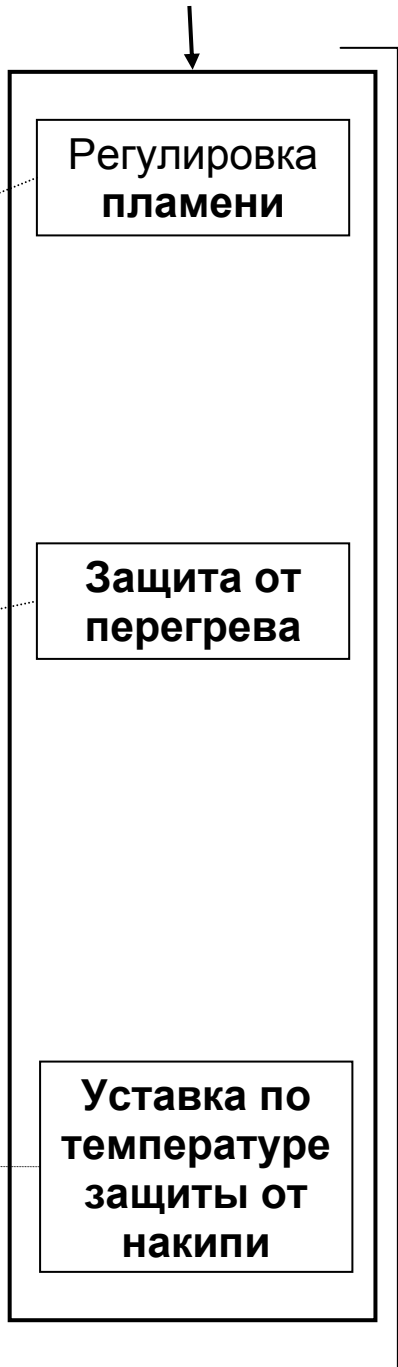 Регулировка
пламени
Защита от
перегрева
Уставка по
температуре
защиты от
накипи